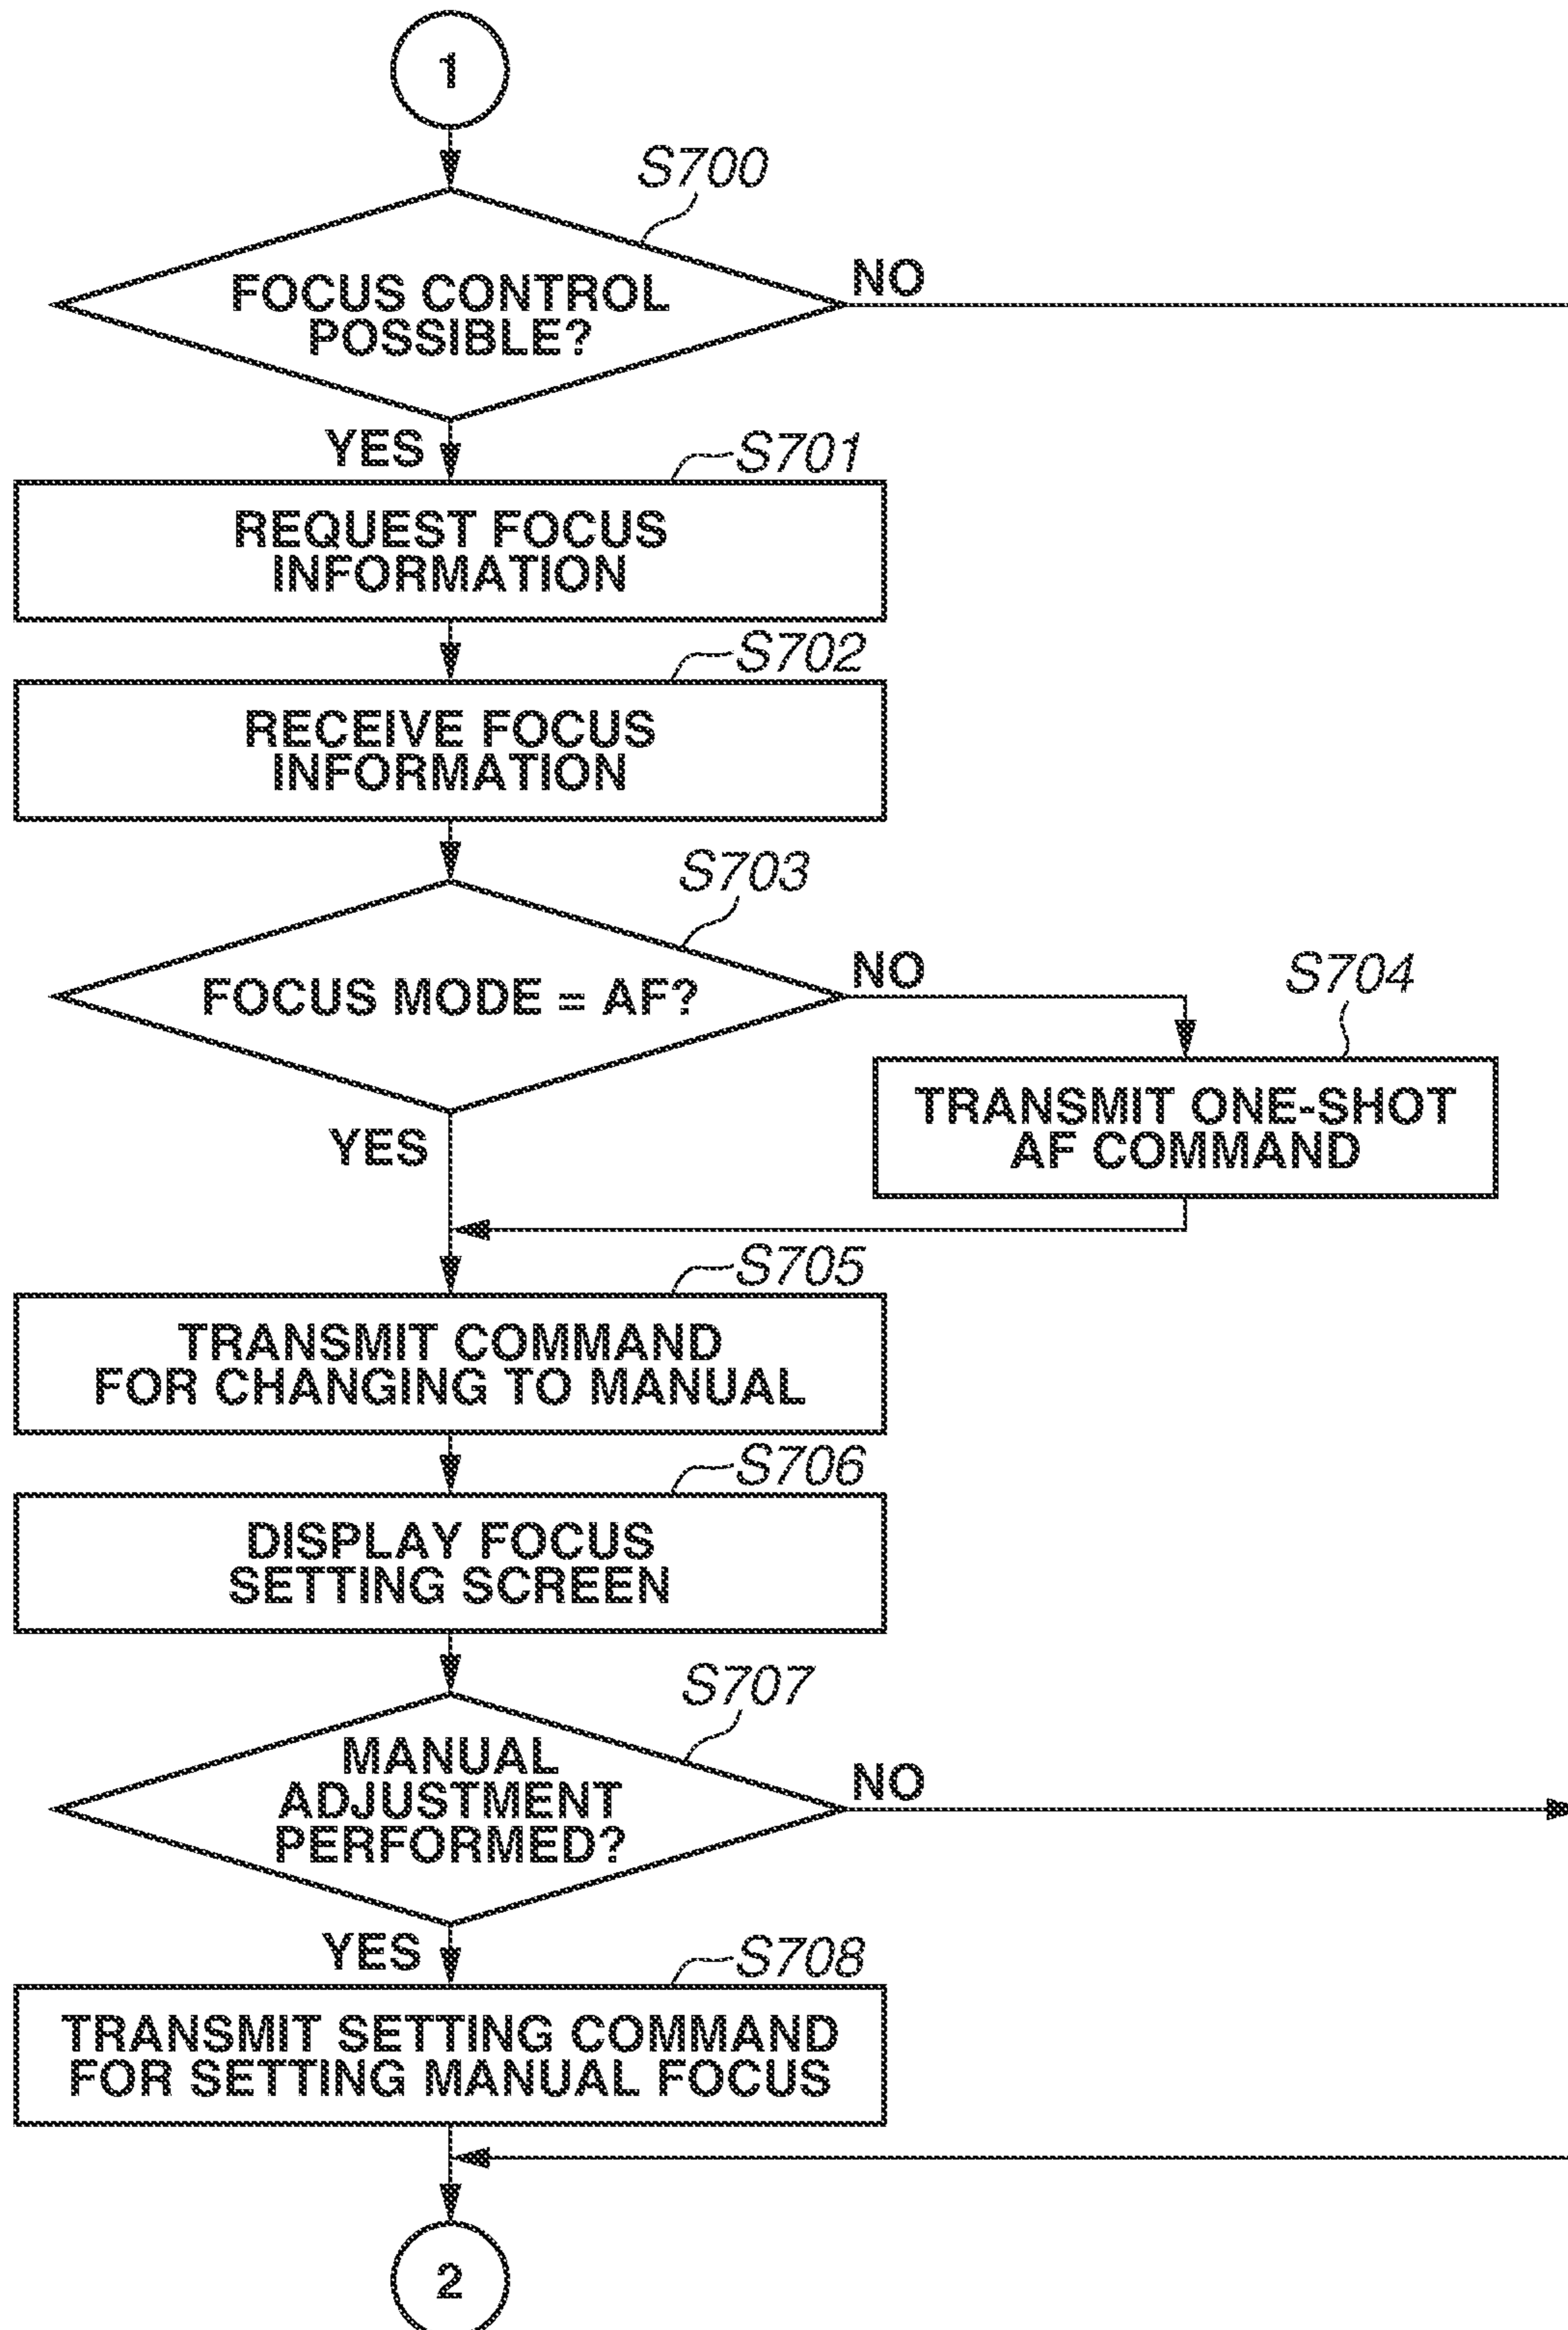 1
S700
FOCUS CONTROL
POSSIBLE?
NO
YES
S701
REQUEST FOCUS
INFORMATION
S702
RECEIVE FOCUS
INFORMATION
S703
FOCUS MODE = AF?
NO
S704
TRANSMIT ONE-SHOT
AF COMMAND
YES
S705
TRANSMIT COMMAND
FOR CHANGING TO MANUAL
S706
DISPLAY FOCUS
SETTING SCREEN
S707
MANUAL
ADJUSTMENT
PERFORMED?
NO
YES
S708
TRANSMIT SETTING COMMAND
FOR SETTING MANUAL FOCUS
2